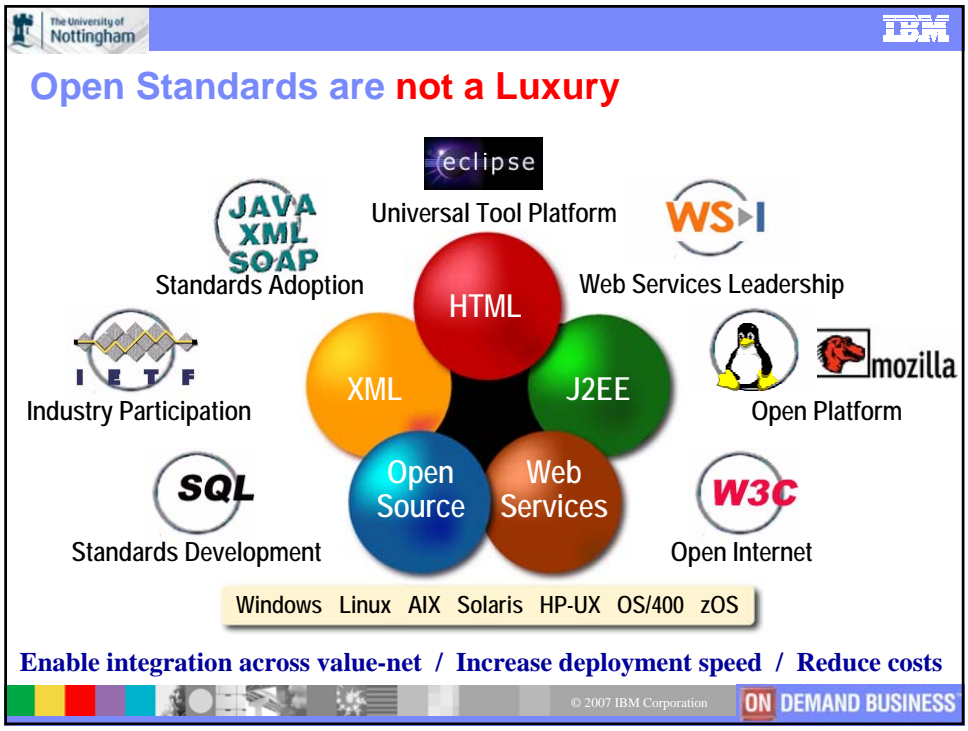 The University of
Nottingham
IBM
Open Standards are not a Luxury
eclipse
Universal Tool Platform
JAVA
XML
SOAP
Standards Adoption
WS-I
Web Services Leadership
HTML
XML
J2EE
IETF
Industry Participation
mozilla
Open Platform
Open
Source
Web
Services
SQL
Standards Development
W3C
Open Internet
Windows Linux AIX Solaris HP-UX OS/400 zOS
Enable integration across value-net / Increase deployment speed / Reduce costs
© 2007 IBM Corporation
ON DEMAND BUSINESS™